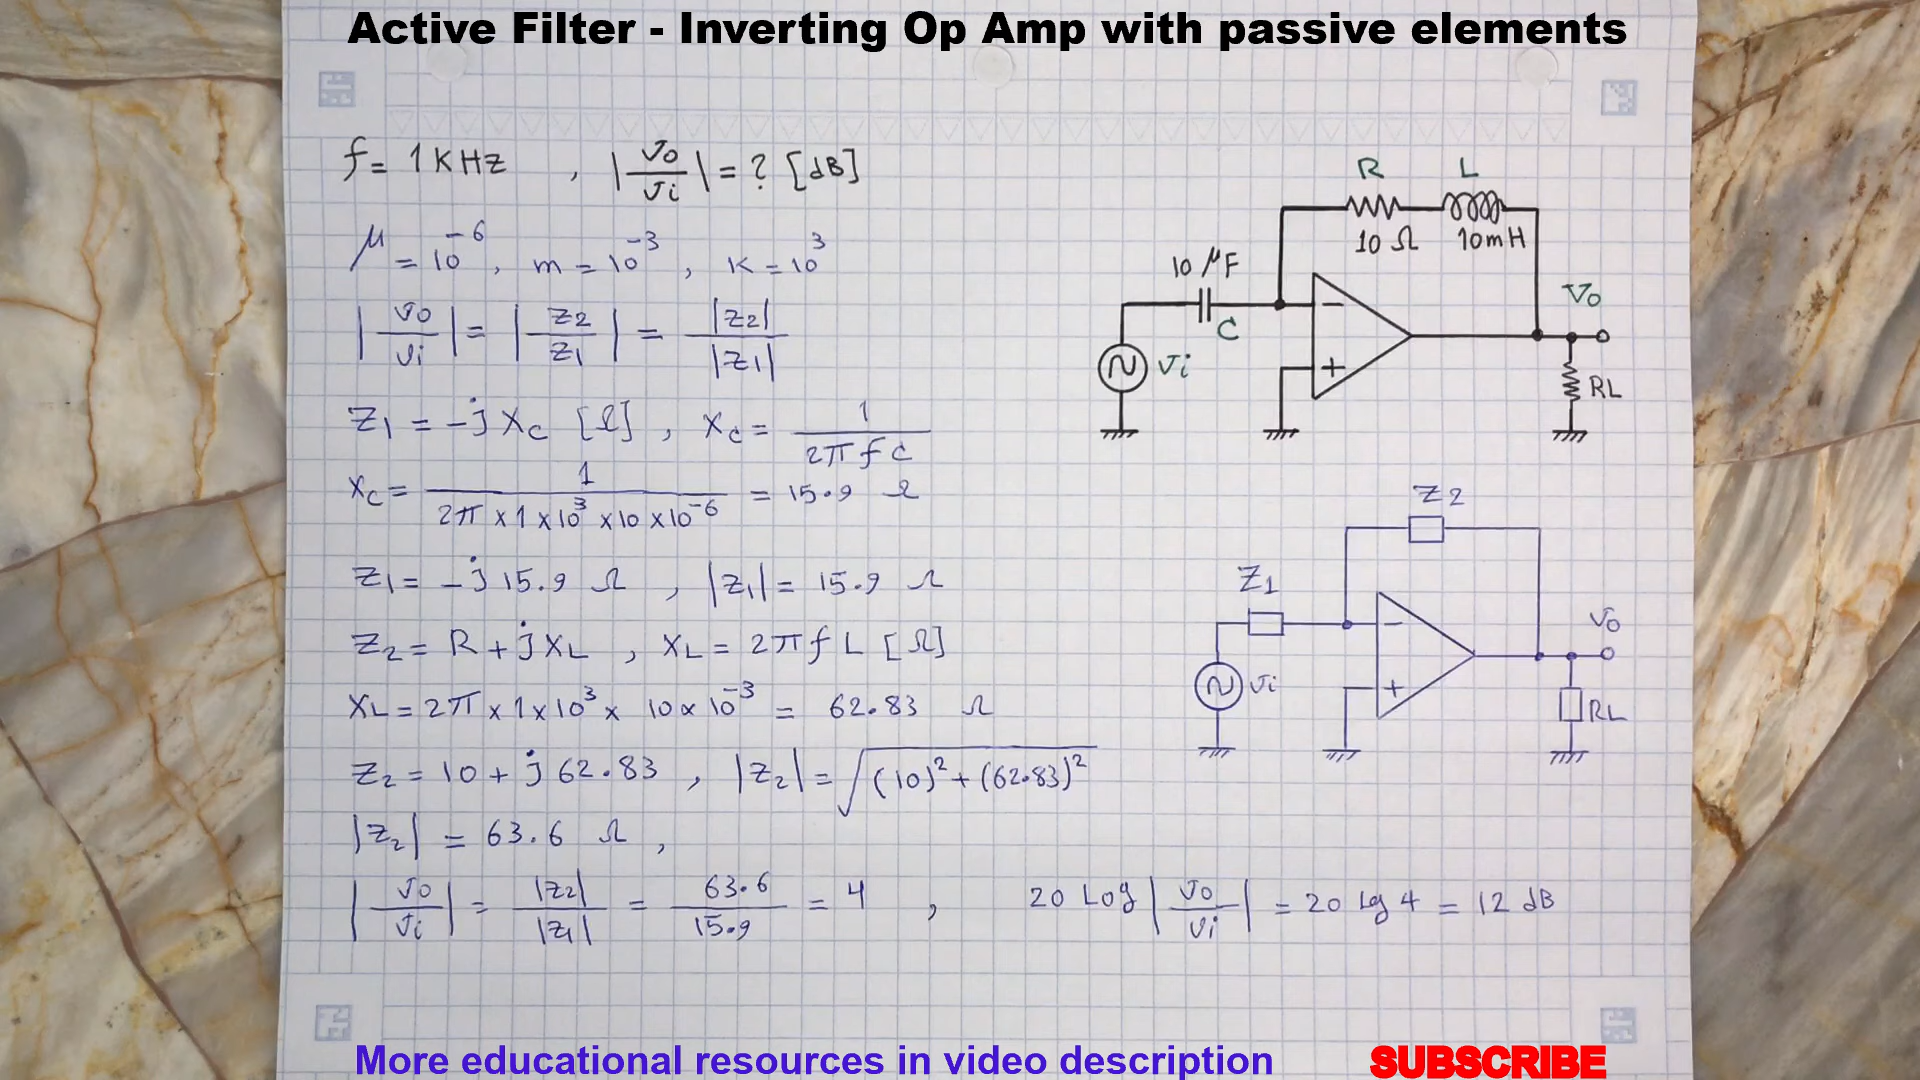 Active Filter - Inverting Op Amp with passive elements
f = 1 KHz , |Vo/Vi| = ? [dB]
μ = 10^-6 , m = 10^-3 , K = 10^3
|Vo/Vi| = |Z2/Z1| = |Z2|/|Z1|
Z1 = -j Xc [Ω] , Xc = 1/(2π f C)
Xc = 1/(2π × 1 × 10^3 × 10 × 10^-6) = 15.9 Ω
Z1 = -j 15.9 Ω , |Z1| = 15.9 Ω
Z2 = R + j XL , XL = 2π f L [Ω]
XL = 2π × 1 × 10^3 × 10 × 10^-3 = 62.83 Ω
Z2 = 10 + j 62.83 , |Z2| = √((10)^2 + (62.83)^2)
|Z2| = 63.6 Ω ,
|Vo/Vi| = |Z2|/|Z1| = 63.6/15.9 = 4 , 20 Log |Vo/Vi| = 20 Log 4 = 12 dB
R L
10 Ω 10mH
10 μF
C
-
+
Vi
Vo
RL
Z2
Z1
-
+
Vi
Vo
RL
More educational resources in video description
SUBSCRIBE